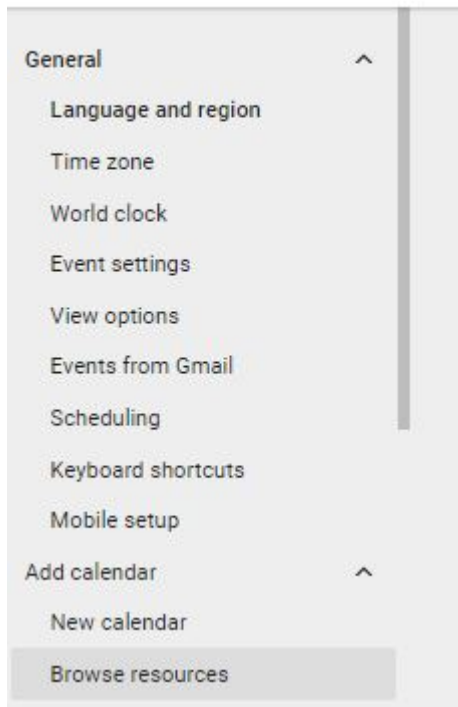 General
Language and region
Time zone
World clock
Event settings
View options
Events from Gmail
Scheduling
Keyboard shortcuts
Mobile setup
Add calendar
New calendar
Browse resources